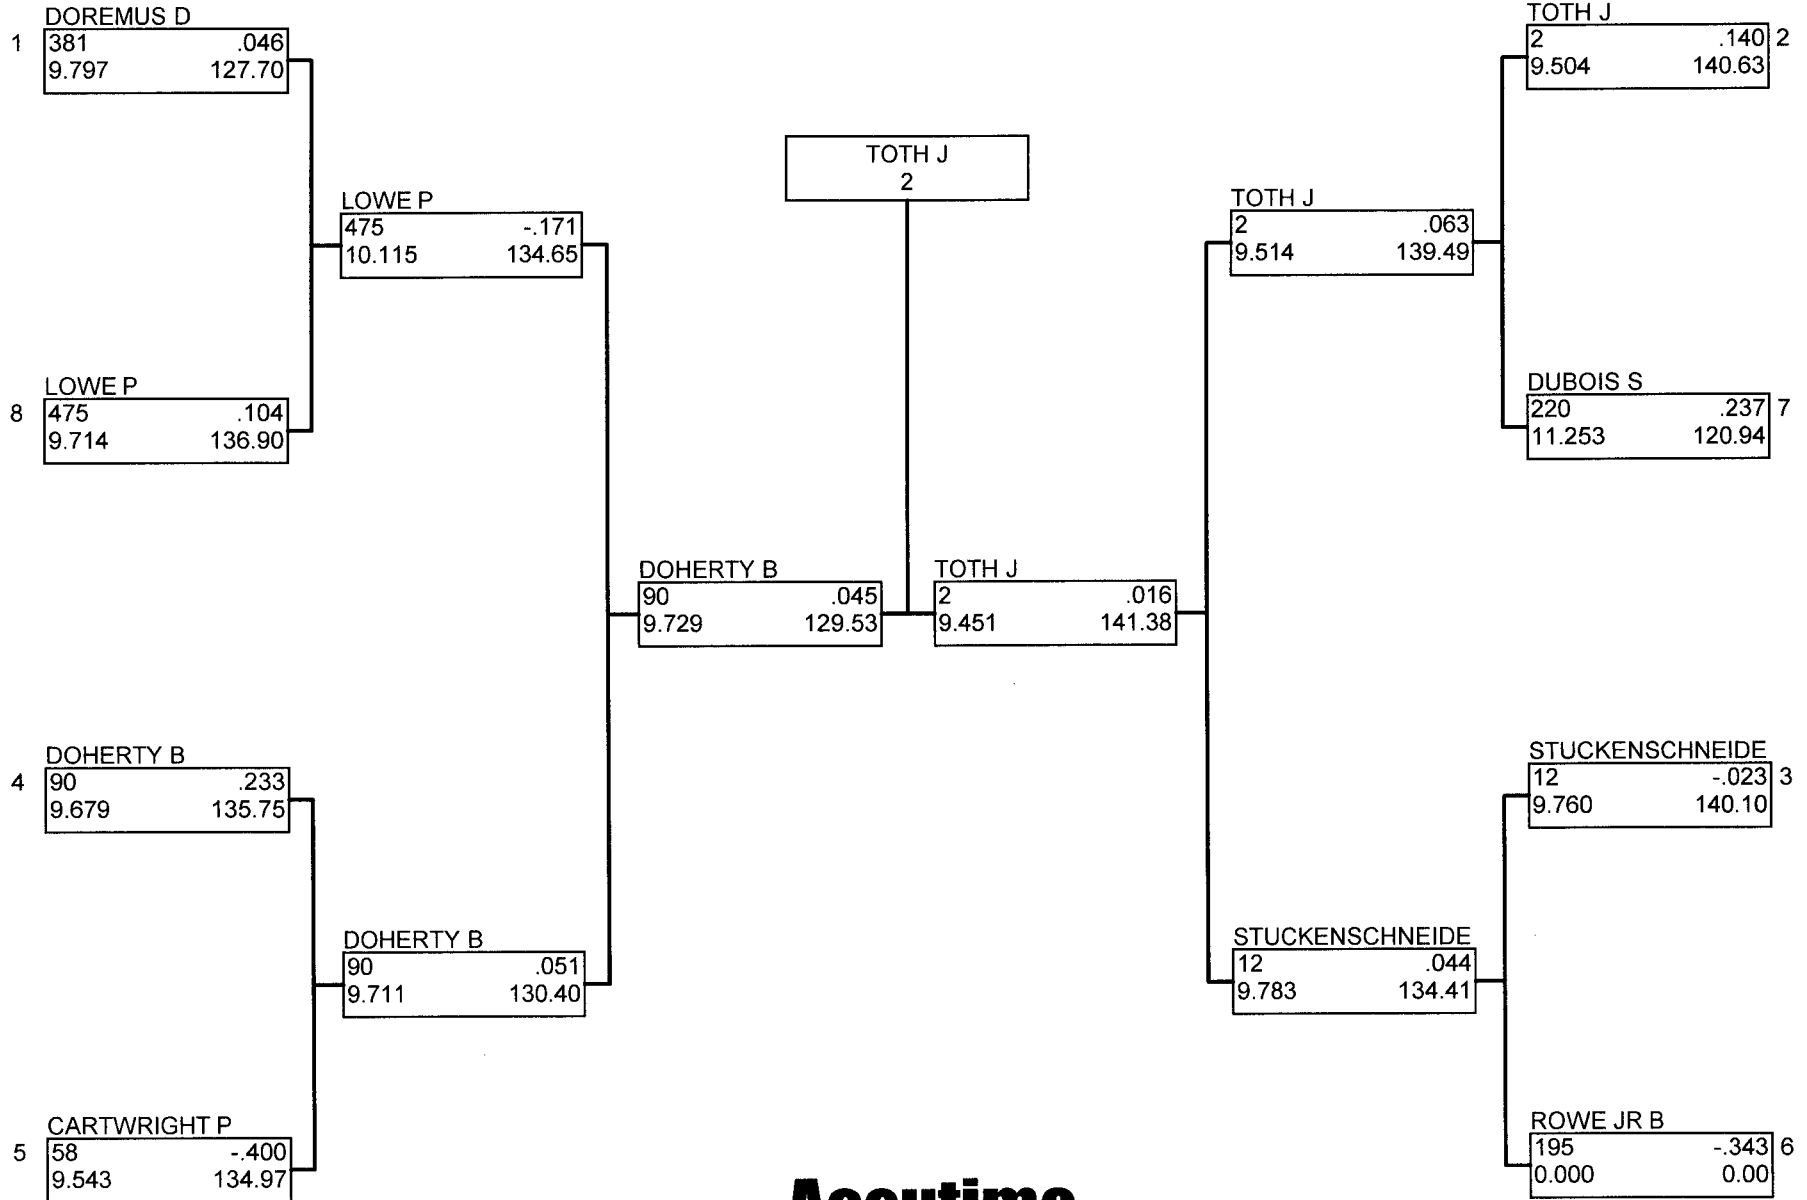 DOREMUS D
1
381 .046
9.797 127.70
LOWE P
8
475 .104
9.714 136.90
DOHERTY B
4
90 .233
9.679 135.75
CARTWRIGHT P
5
58 -.400
9.543 134.97
LOWE P
475 -.171
10.115 134.65
DOHERTY B
90 .051
9.711 130.40
DOHERTY B
90 .045
9.729 129.53
TOTH J
2
TOTH J
2 .016
9.451 141.38
TOTH J
2 .063
9.514 139.49
STUCKENSCHNEIDE
12 .044
9.783 134.41
TOTH J
2 .140 2
9.504 140.63
DUBOIS S
220 .237 7
11.253 120.94
STUCKENSCHNEIDE
12 -.023 3
9.760 140.10
ROWE JR B
195 -.343 6
0.000 0.00
Accutime